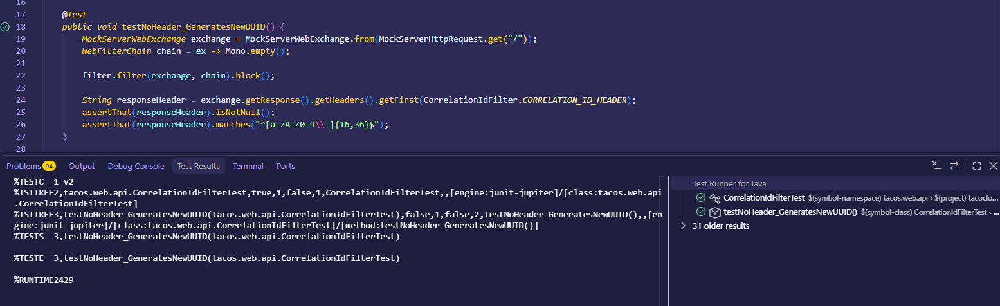 16
17 @Test
18 public void testNoHeader_GeneratesNewUUID() {
19 MockServerWebExchange exchange = MockServerWebExchange.from(MockServerHttpRequest.get("/"));
20 WebFilterChain chain = ex -> Mono.empty();
21
22 filter.filter(exchange, chain).block();
23
24 String responseHeader = exchange.getResponse().getHeaders().getFirst(CorrelationIdFilter.CORRELATION_ID_HEADER);
25 assertThat(responseHeader).isNotNull();
26 assertThat(responseHeader).matches("^[a-zA-Z0-9\\-]{16,36}$");
27 }
28
Problems 94 Output Debug Console Test Results Terminal Ports
%TESTC 1 v2
%TSTTREE2,tacos.web.api.CorrelationIdFilterTest,true,1,false,1,CorrelationIdFilterTest,,[engine:junit-jupiter]/[class:tacos.web.api
.CorrelationIdFilterTest]
%TSTTREE3,testNoHeader_GeneratesNewUUID(tacos.web.api.CorrelationIdFilterTest),false,1,false,2,testNoHeader_GeneratesNewUUID(),,[en
gine:junit-jupiter]/[class:tacos.web.api.CorrelationIdFilterTest]/[method:testNoHeader_GeneratesNewUUID()]
%TESTS 3,testNoHeader_GeneratesNewUUID(tacos.web.api.CorrelationIdFilterTest)
%TESTE 3,testNoHeader_GeneratesNewUUID(tacos.web.api.CorrelationIdFilterTest)
%RUNTIME2429
Test Runner for Java
CorrelationIdFilterTest $(symbol-namespace) tacos.web.api < $(project) tacoclo...
testNoHeader_GeneratesNewUUID() $(symbol-class) CorrelationIdFilterTest < ...
31 older results